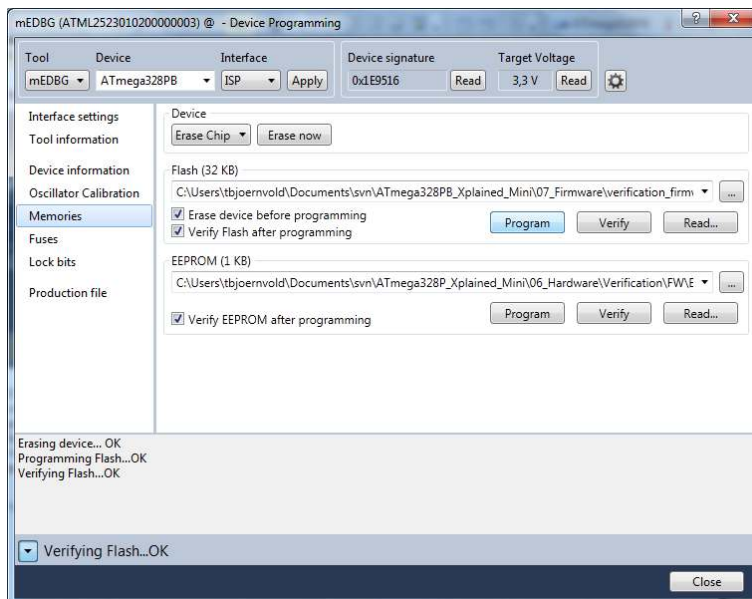 mEDBG (ATML2523010200000003) @ - Device Programming
Tool Device Interface Device signature Target Voltage
mEDBG ATmega328PB ISP Apply 0x1E9516 Read 3,3 V Read
Interface settings
Tool information
Device information
Oscillator Calibration
Memories
Fuses
Lock bits
Production file
Device
Erase Chip Erase now
Flash (32 KB)
C:\Users\tbjoernvold\Documents\svn\ATmega328PB_Xplained_Mini\07_Firmware\verification_firmw ...
Erase device before programming
Verify Flash after programming
Program Verify Read...
EEPROM (1 KB)
C:\Users\tbjoernvold\Documents\svn\ATmega328P_Xplained_Mini\06_Hardware\Verification\FW\E ...
Verify EEPROM after programming
Program Verify Read...
Erasing device... OK
Programming Flash...OK
Verifying Flash...OK
Verifying Flash...OK
Close